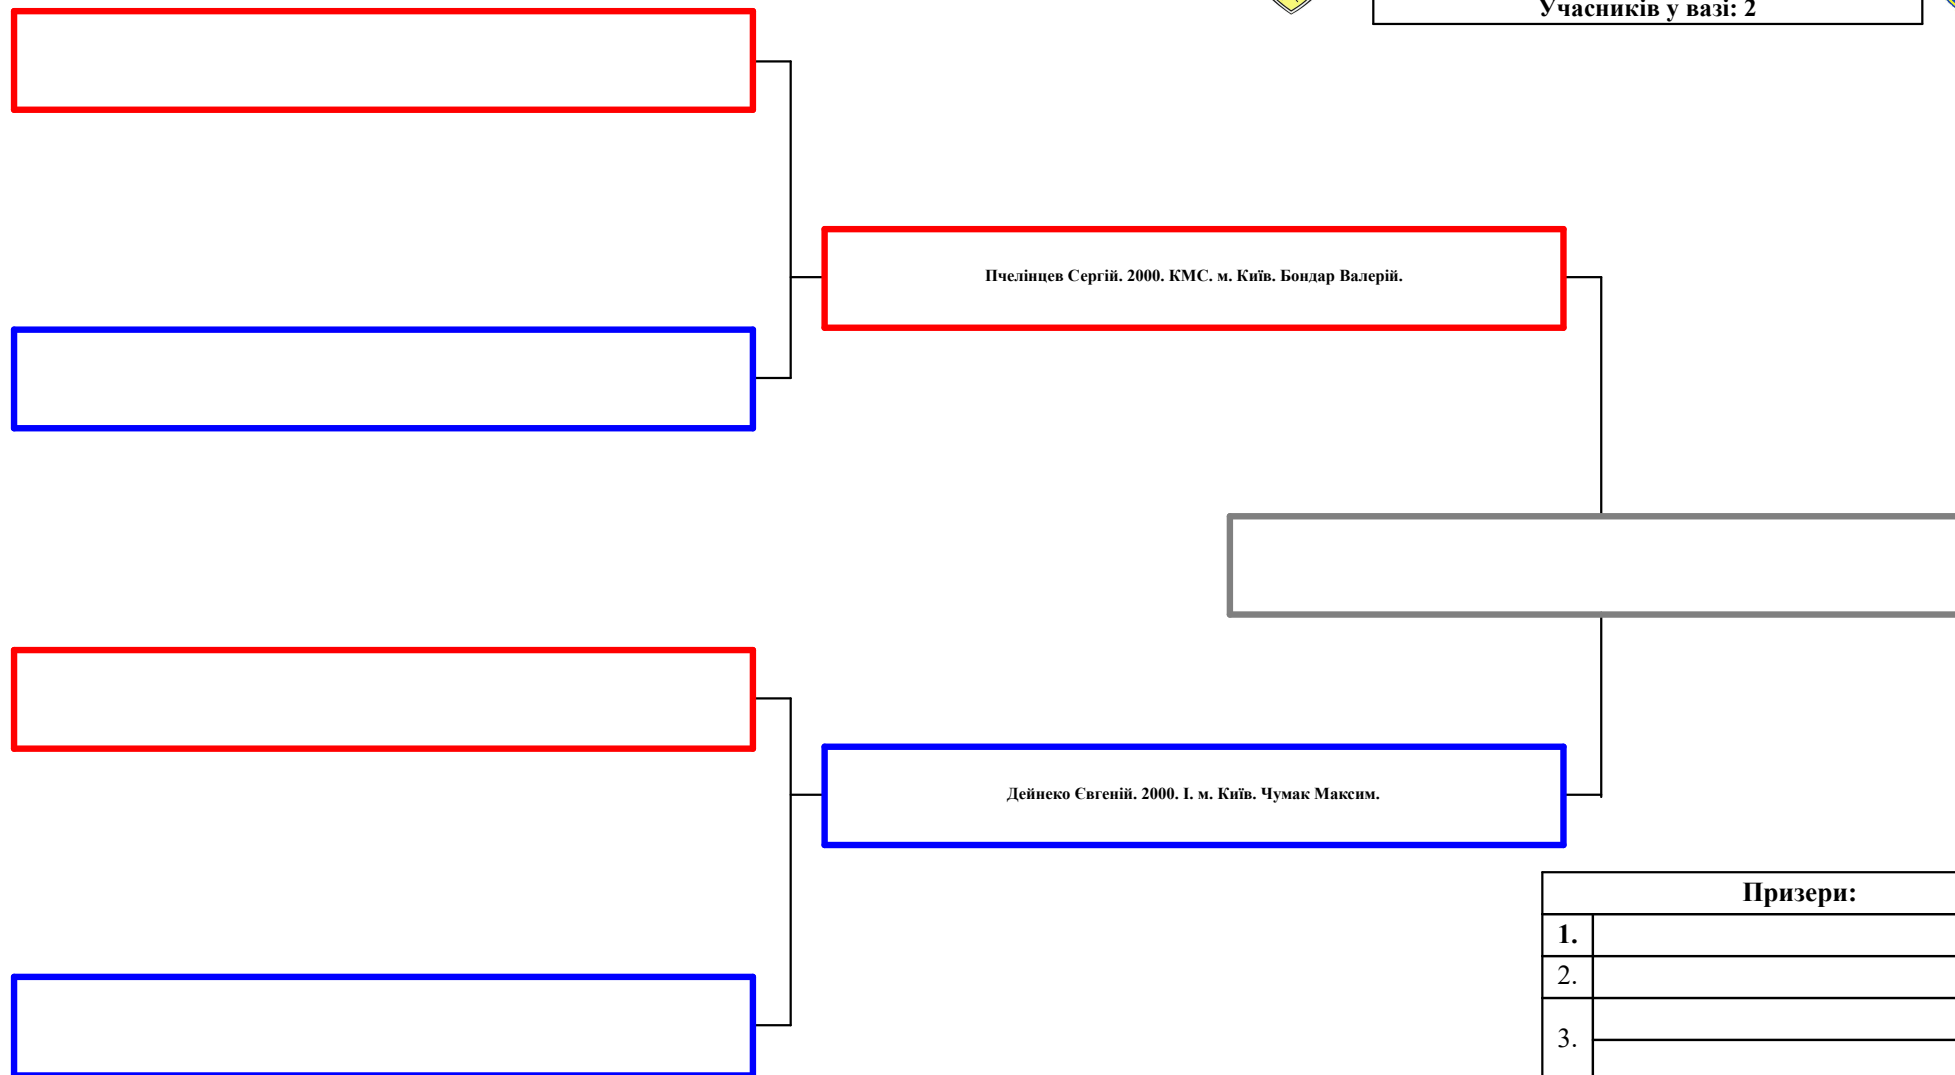 Учасників у вазі: 2
Пчелінцев Сергій. 2000. КМС. м. Київ. Бондар Валерій.
Дейнеко Євгеній. 2000. І. м. Київ. Чумак Максим.
Призери:
1.
2.
3.